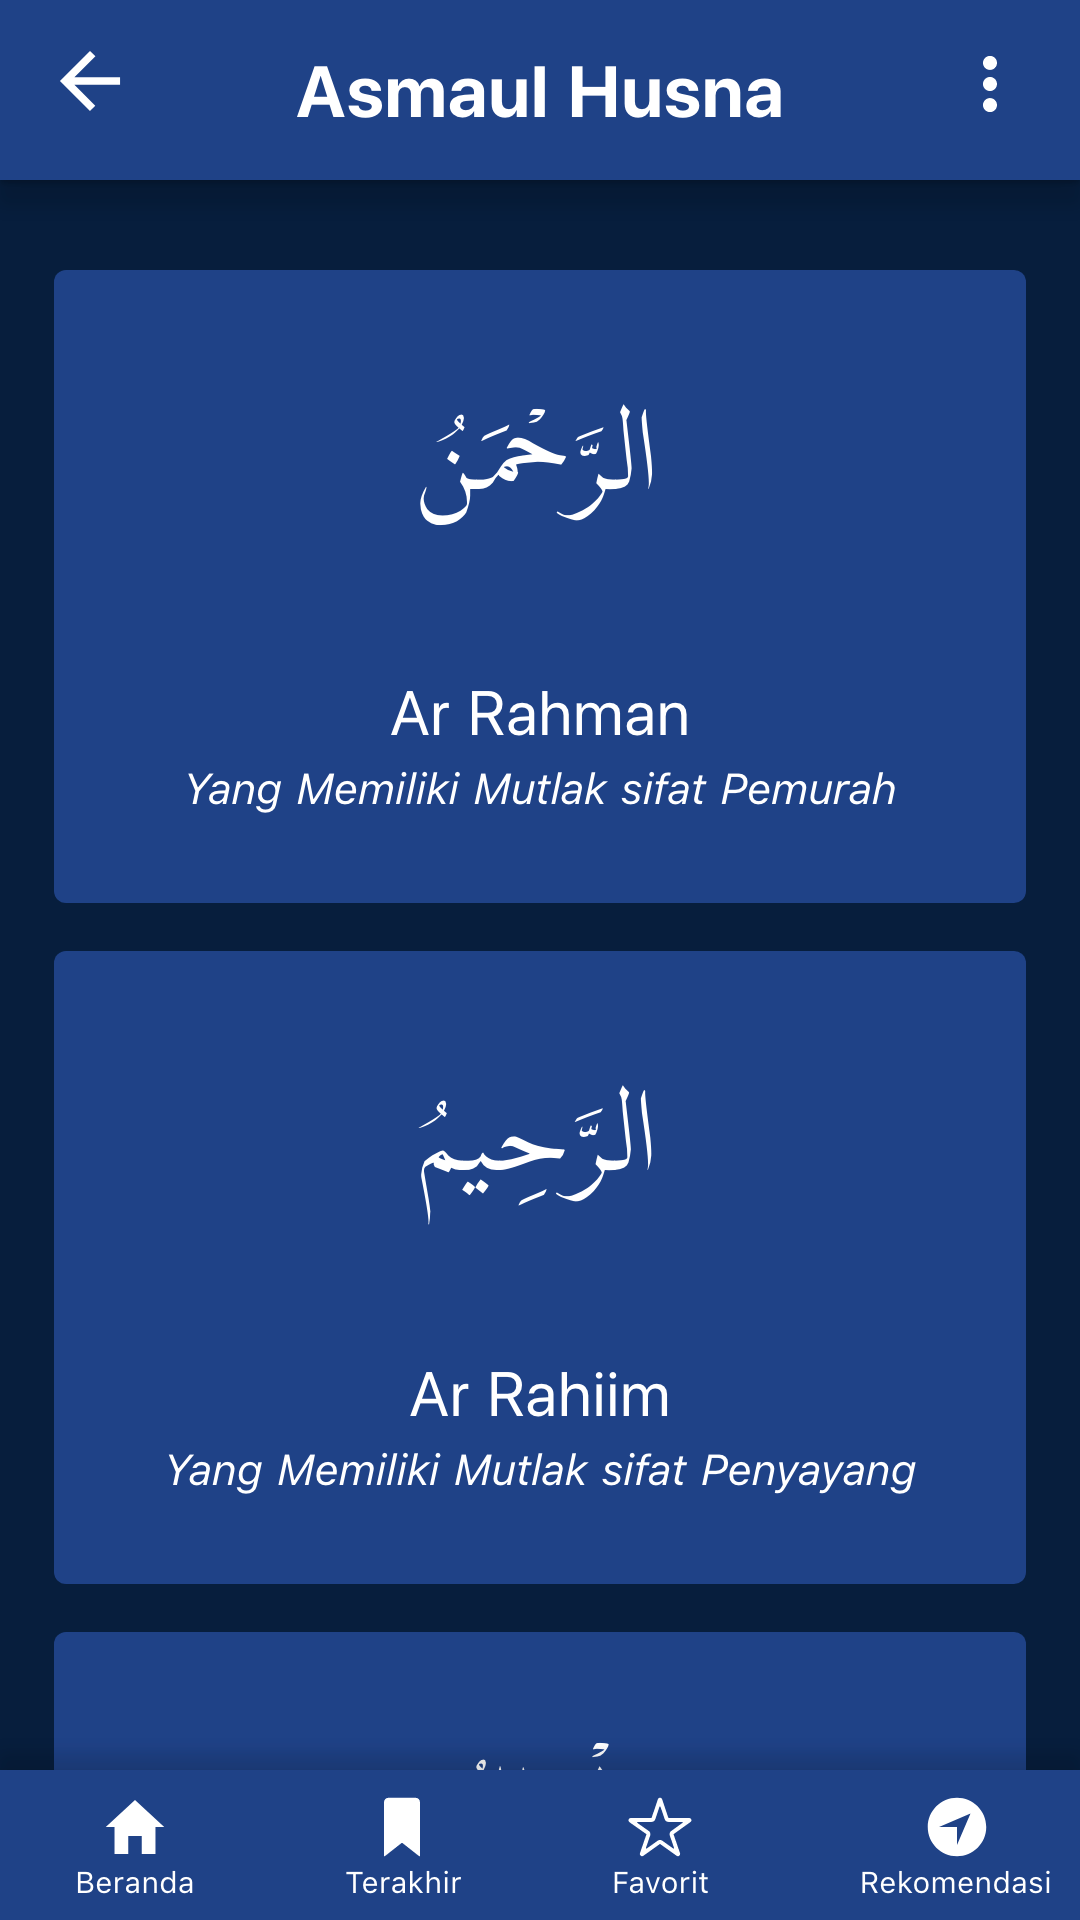 Asmaul Husna
الرَّحْمَنُ
Ar Rahman
Yang Memiliki Mutlak sifat Pemurah
الرَّحِيمُ
Ar Rahiim
Yang Memiliki Mutlak sifat Penyayang
Beranda
Terakhir
Favorit
Rekomendasi